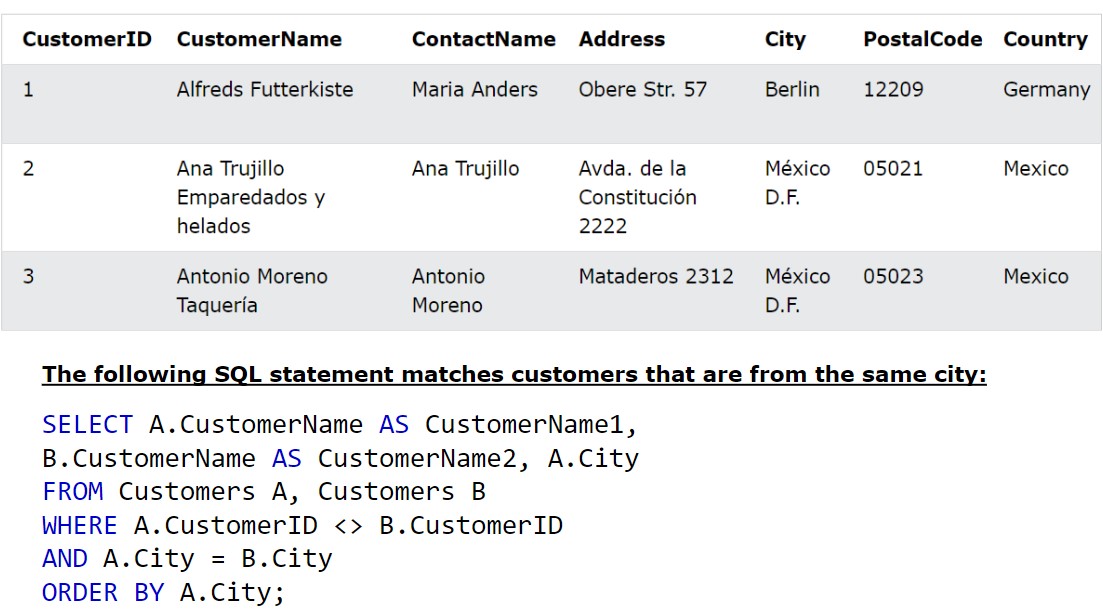 CustomerID CustomerName ContactName Address City PostalCode Country
1 Alfreds Futterkiste Maria Anders Obere Str. 57 Berlin 12209 Germany
2 Ana Trujillo Ana Trujillo Avda. de la México 05021 Mexico
Emparedados y Constitución D.F.
helados 2222
3 Antonio Moreno Antonio Mataderos 2312 México 05023 Mexico
Taquería Moreno D.F.
The following SQL statement matches customers that are from the same city:
SELECT A.CustomerName AS CustomerName1,
B.CustomerName AS CustomerName2, A.City
FROM Customers A, Customers B
WHERE A.CustomerID <> B.CustomerID
AND A.City = B.City
ORDER BY A.City;